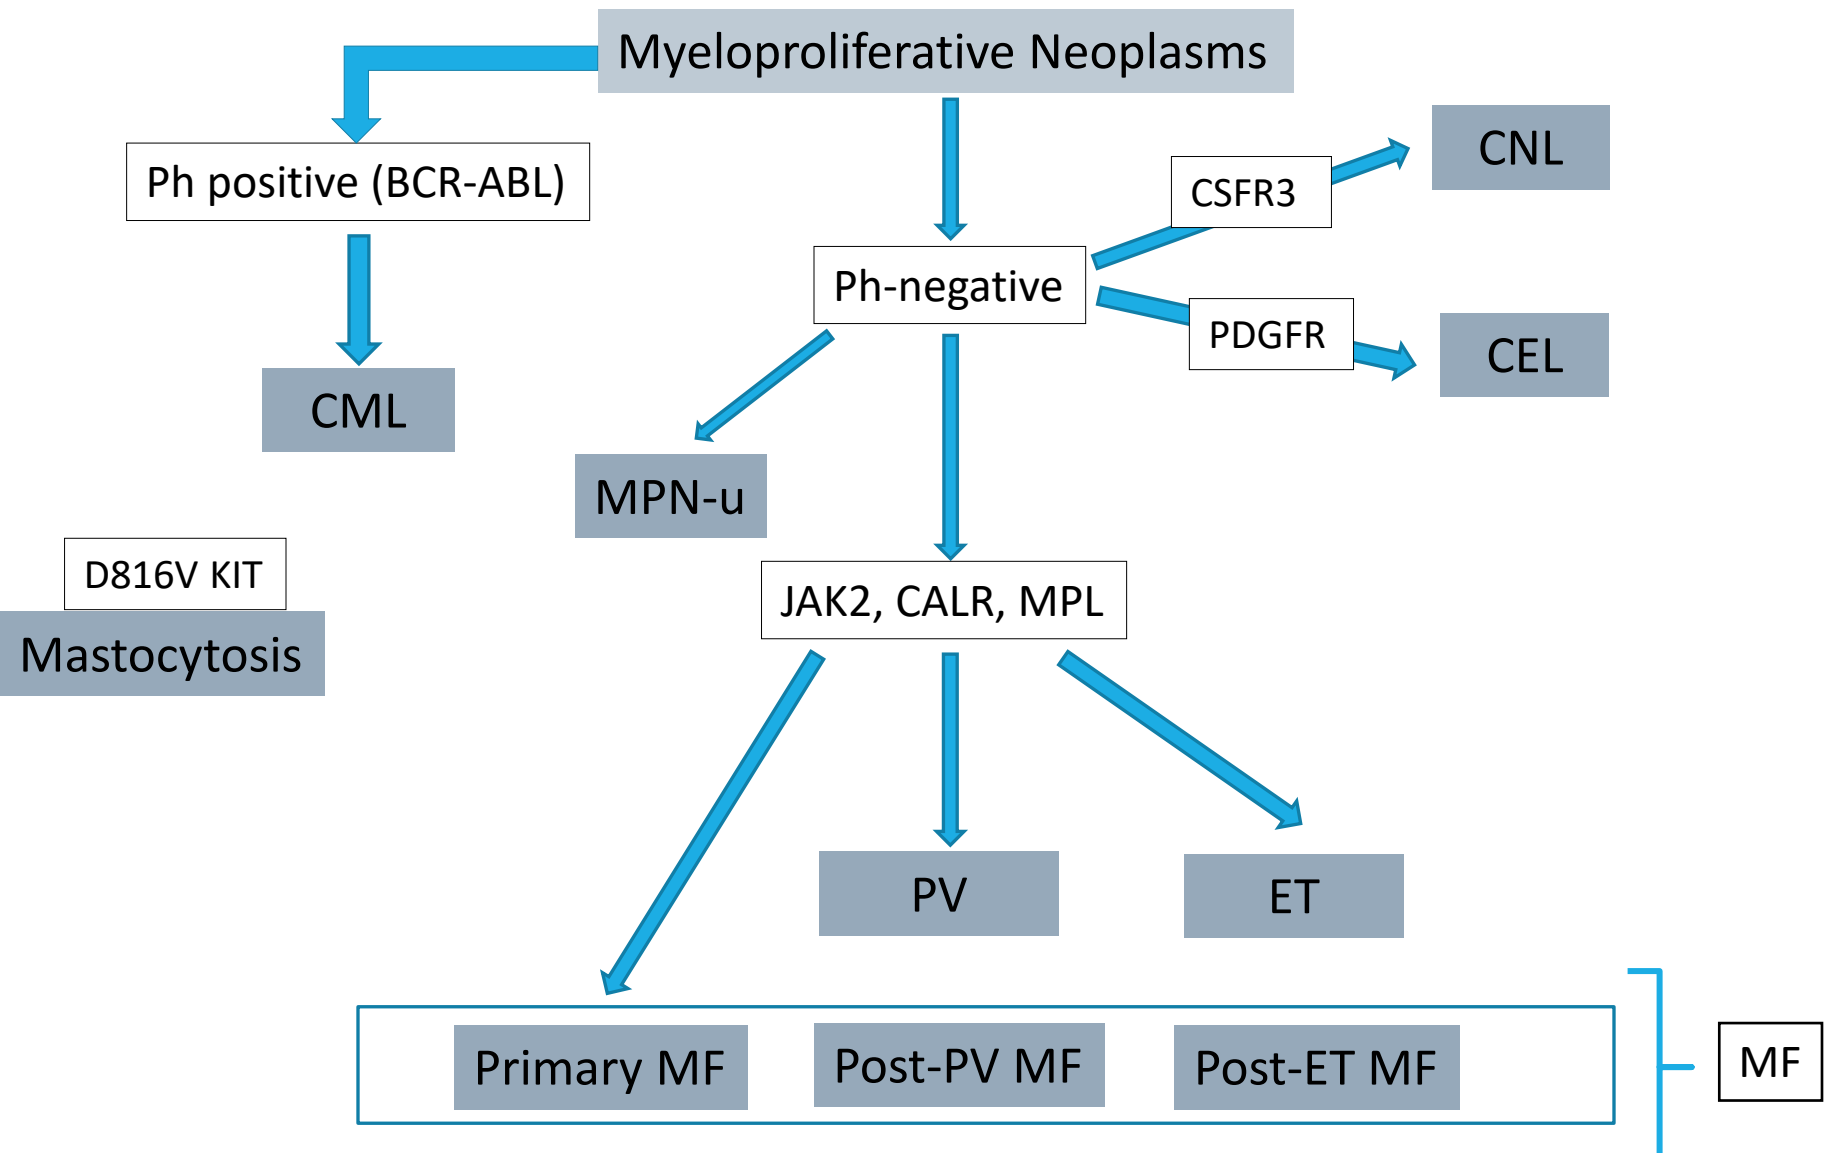 Myeloproliferative Neoplasms
Ph positive (BCR-ABL)
CML
Ph-negative
CSFR3
CNL
PDGFR
CEL
MPN-u
D816V KIT
Mastocytosis
JAK2, CALR, MPL
PV
ET
Primary MF
Post-PV MF
Post-ET MF
MF